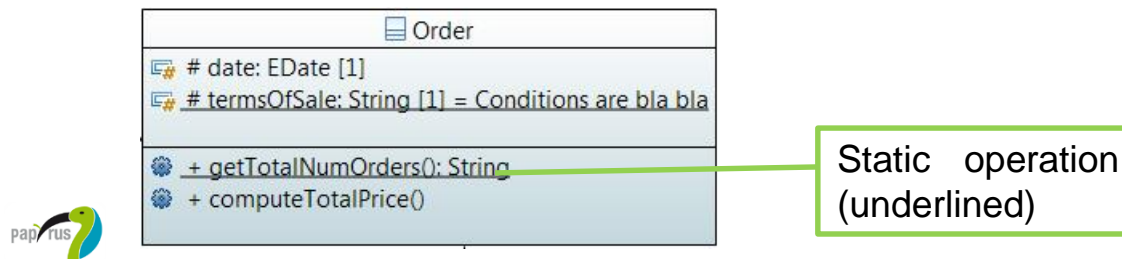 Order
# date: EDate [1]
# termsOfSale: String [1] = Conditions are bla bla
+ getTotalNumOrders(): String
+ computeTotalPrice()
Static operation
(underlined)
papyrus